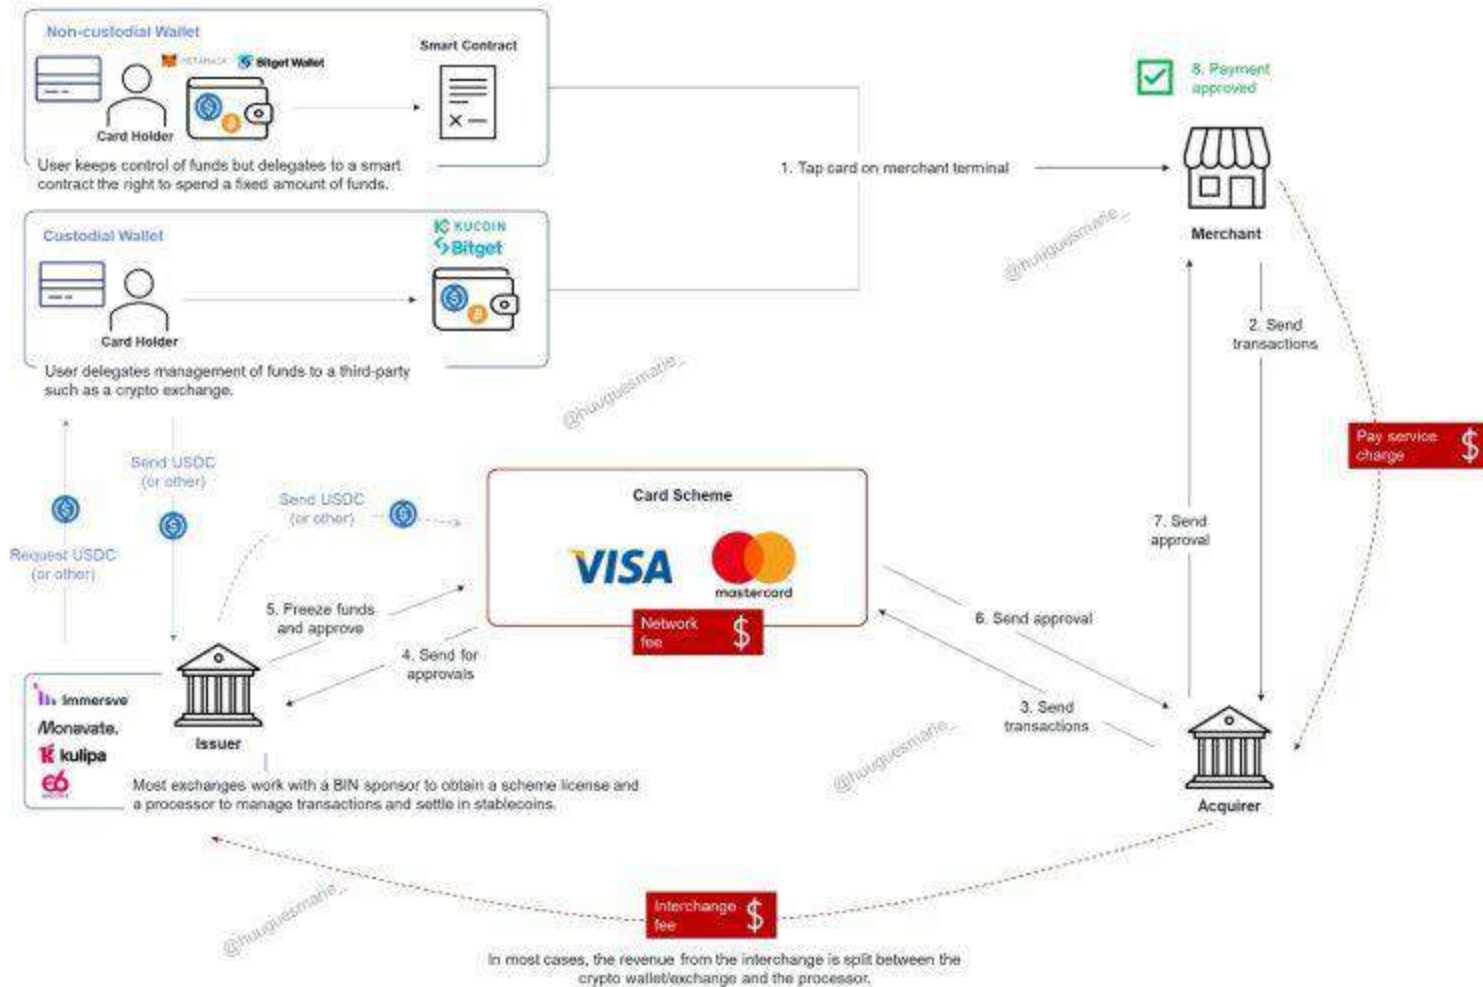 Non-custodial Wallet
METAMASK
Bitget Wallet
Smart Contract
Card Holder
User keeps control of funds but delegates to a smart
contract the right to spend a fixed amount of funds.
Custodial Wallet
KUCOIN
Bitget
Card Holder
User delegates management of funds to a third-party
such as a crypto exchange.
1. Tap card on merchant terminal
8. Payment
approved
Merchant
@huuguesmarie_
2. Send
transactions
@huuguesmarie_
Pay service
charge
$
Send USDC
(or other)
Send USDC
(or other)
Request USDC
(or other)
Card Scheme
VISA
mastercard
Network
fee
$
7. Send
approval
5. Freeze funds
and approve
4. Send for
approvals
6. Send approval
3. Send
transactions
Immersve
Monavate.
kulipa
Issuer
@huuguesmarie_
Acquirer
Most exchanges work with a BIN sponsor to obtain a scheme license and
a processor to manage transactions and settle in stablecoins.
@huuguesmarie_
Interchange
fee
$
In most cases, the revenue from the interchange is split between the
crypto wallet/exchange and the processor.